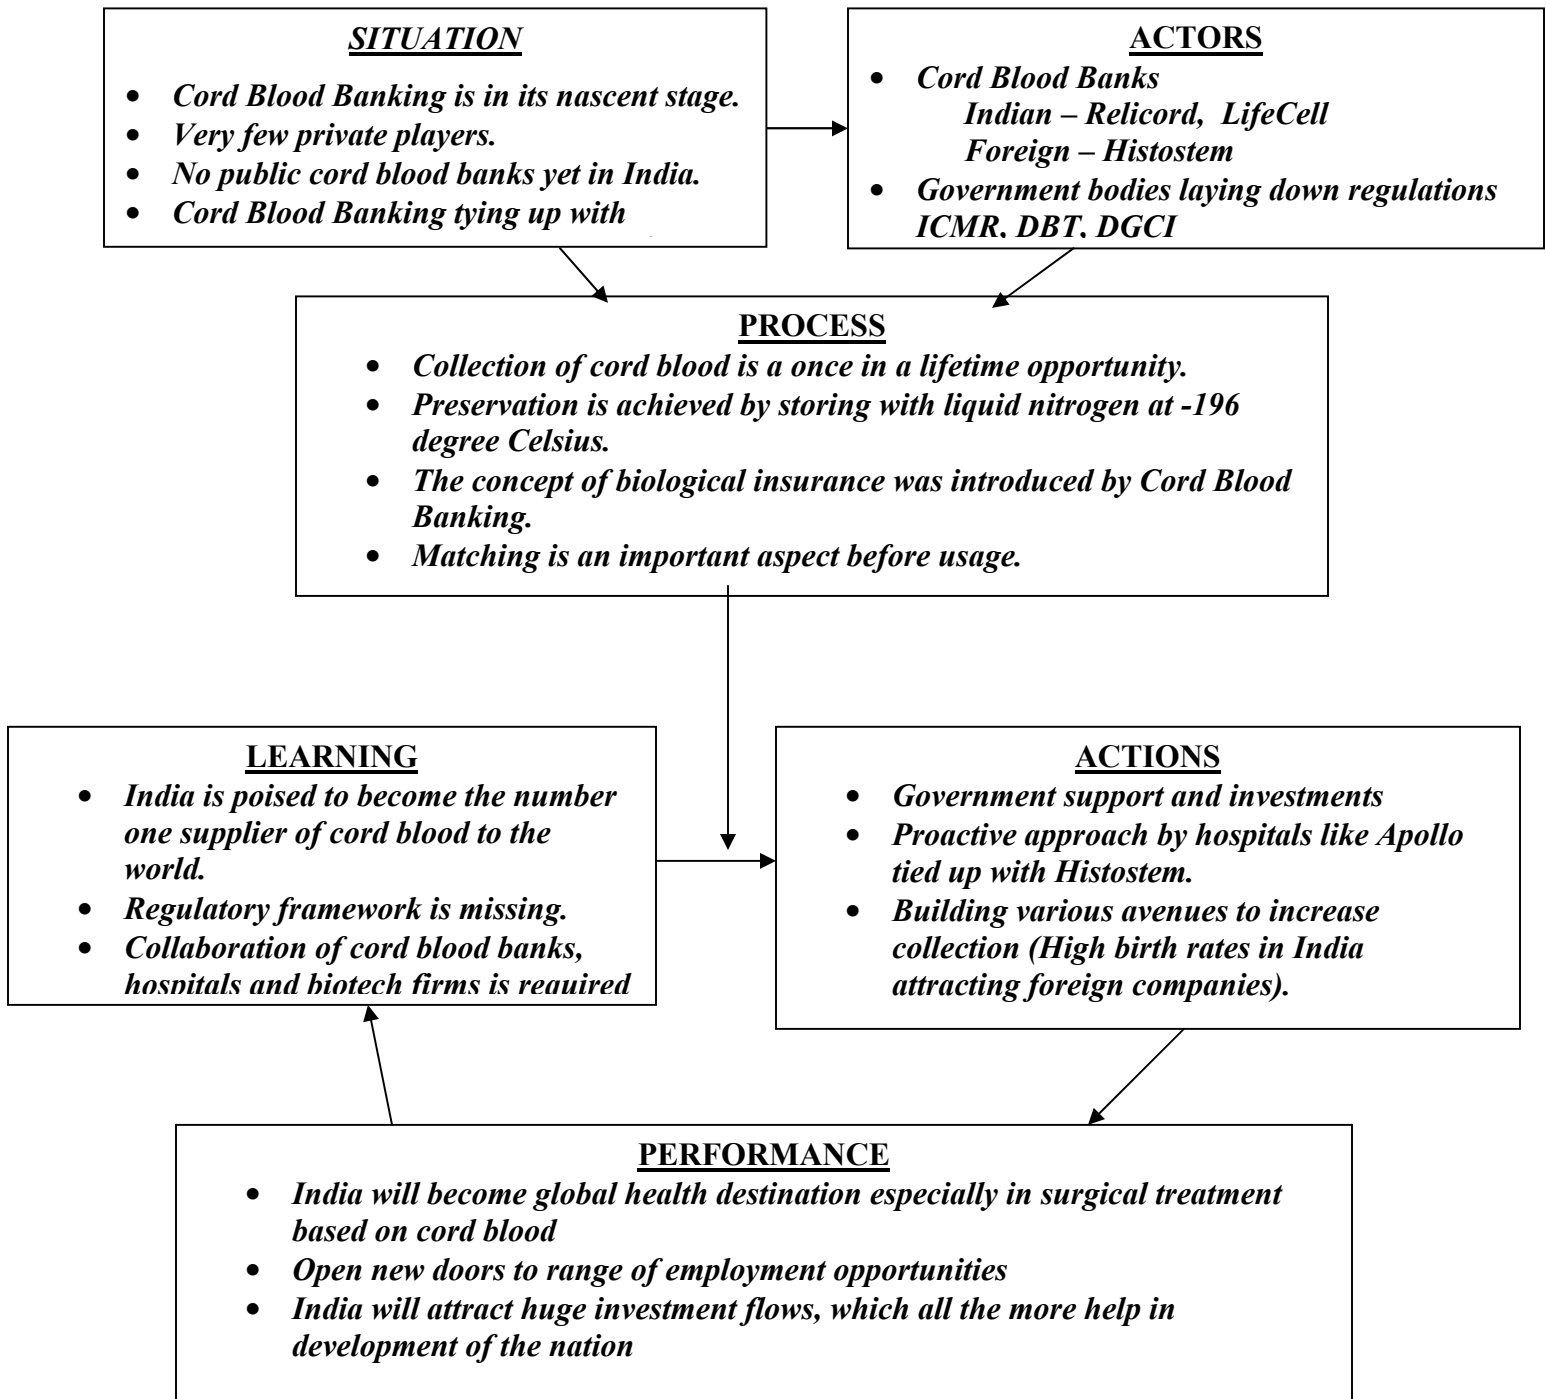 SITUATION
• Cord Blood Banking is in its nascent stage.
• Very few private players.
• No public cord blood banks yet in India.
• Cord Blood Banking tying up with
ACTORS
• Cord Blood Banks
Indian – Relicord, LifeCell
Foreign – Histostem
• Government bodies laying down regulations
ICMR, DBT, DGCI
PROCESS
• Collection of cord blood is a once in a lifetime opportunity.
• Preservation is achieved by storing with liquid nitrogen at -196
degree Celsius.
• The concept of biological insurance was introduced by Cord Blood
Banking.
• Matching is an important aspect before usage.
LEARNING
• India is poised to become the number
one supplier of cord blood to the
world.
• Regulatory framework is missing.
• Collaboration of cord blood banks,
hospitals and biotech firms is required
ACTIONS
• Government support and investments
• Proactive approach by hospitals like Apollo
tied up with Histostem.
• Building various avenues to increase
collection (High birth rates in India
attracting foreign companies).
PERFORMANCE
• India will become global health destination especially in surgical treatment
based on cord blood
• Open new doors to range of employment opportunities
• India will attract huge investment flows, which all the more help in
development of the nation